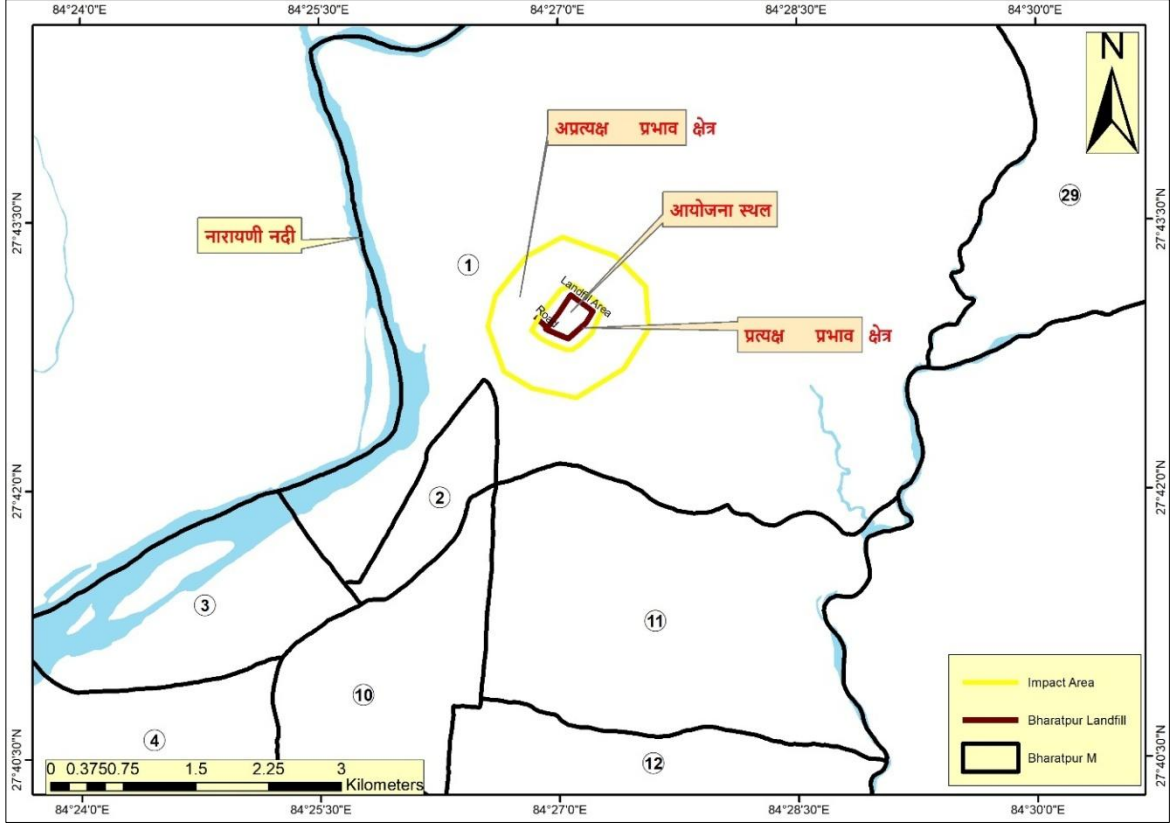 84°24'0"E 84°25'30"E 84°27'0"E 84°28'30"E 84°30'0"E
N
अप्रत्यक्ष प्रभाव क्षेत्र
29
आयोजना स्थल
27°43'30"N
27°43'30"N
नारायणी नदी
1
Landfill Area
Road
प्रत्यक्ष प्रभाव क्षेत्र
27°42'0"N
2
27°42'0"N
3
11
10
Impact Area
Bharatpur Landfill
Bharatpur M
4
12
27°40'30"N
27°40'30"N
0 0.375 0.75 1.5 2.25 3
Kilometers
84°24'0"E 84°25'30"E 84°27'0"E 84°28'30"E 84°30'0"E